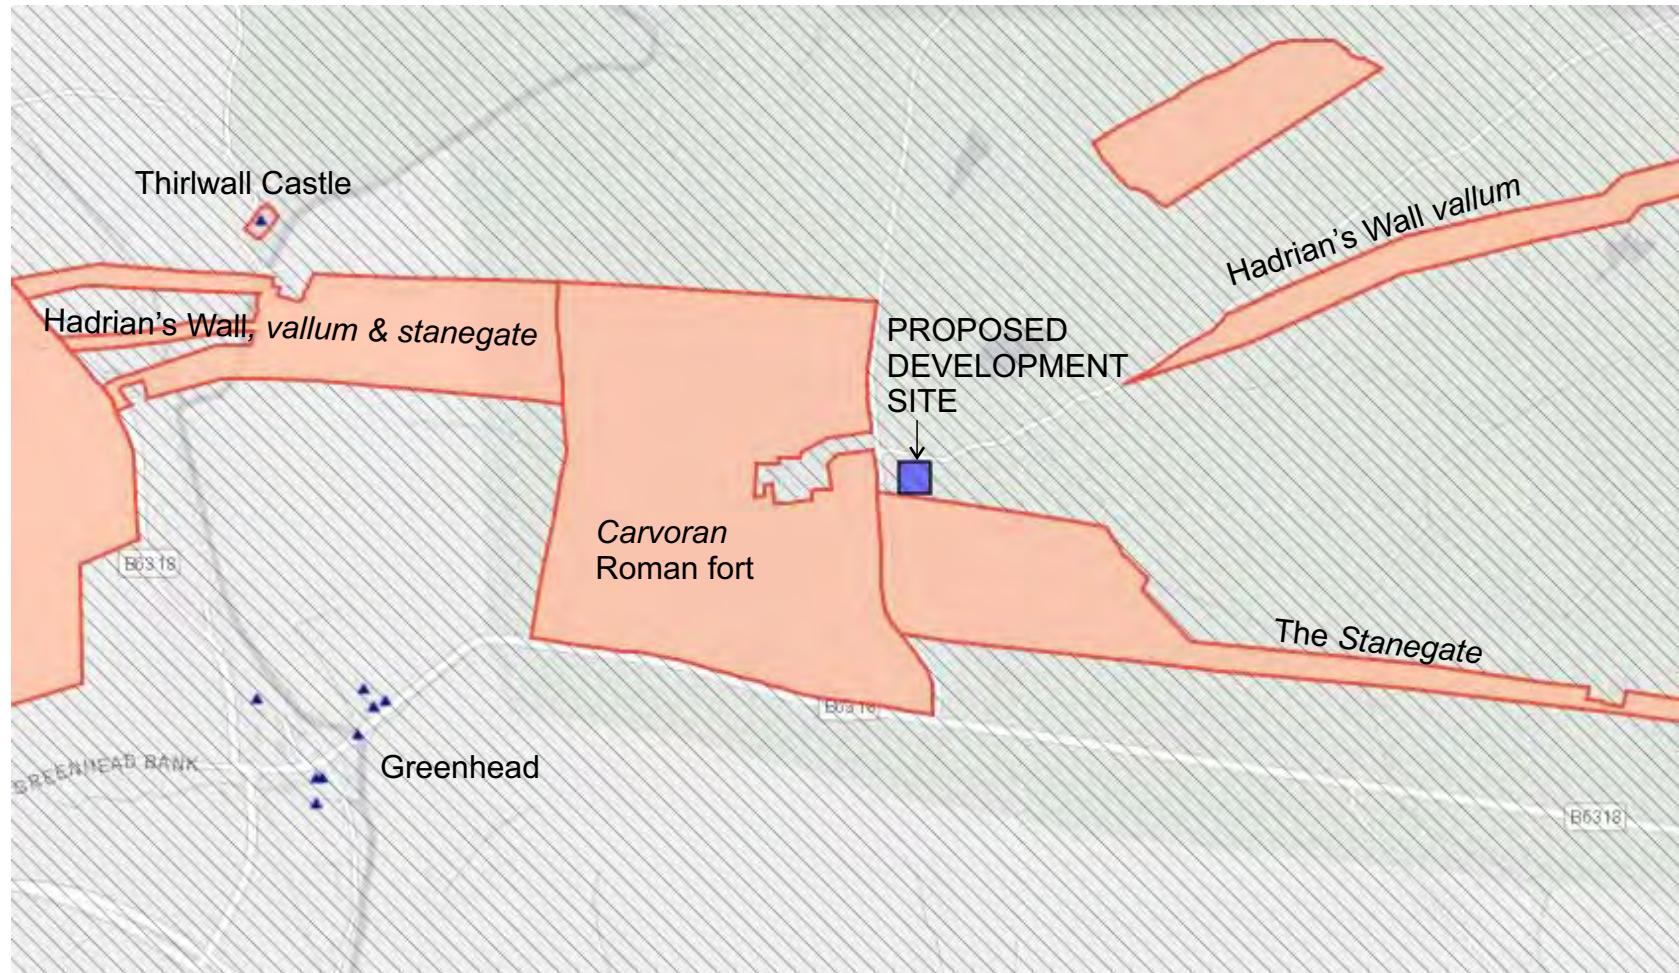 Thirlwall Castle
Hadrian's Wall vallum
Hadrian's Wall, vallum & stanegate
PROPOSED
DEVELOPMENT
SITE
Carvoran
Roman fort
B6318
The Stanegate
B6318
GREENHEAD BANK
Greenhead
B6318